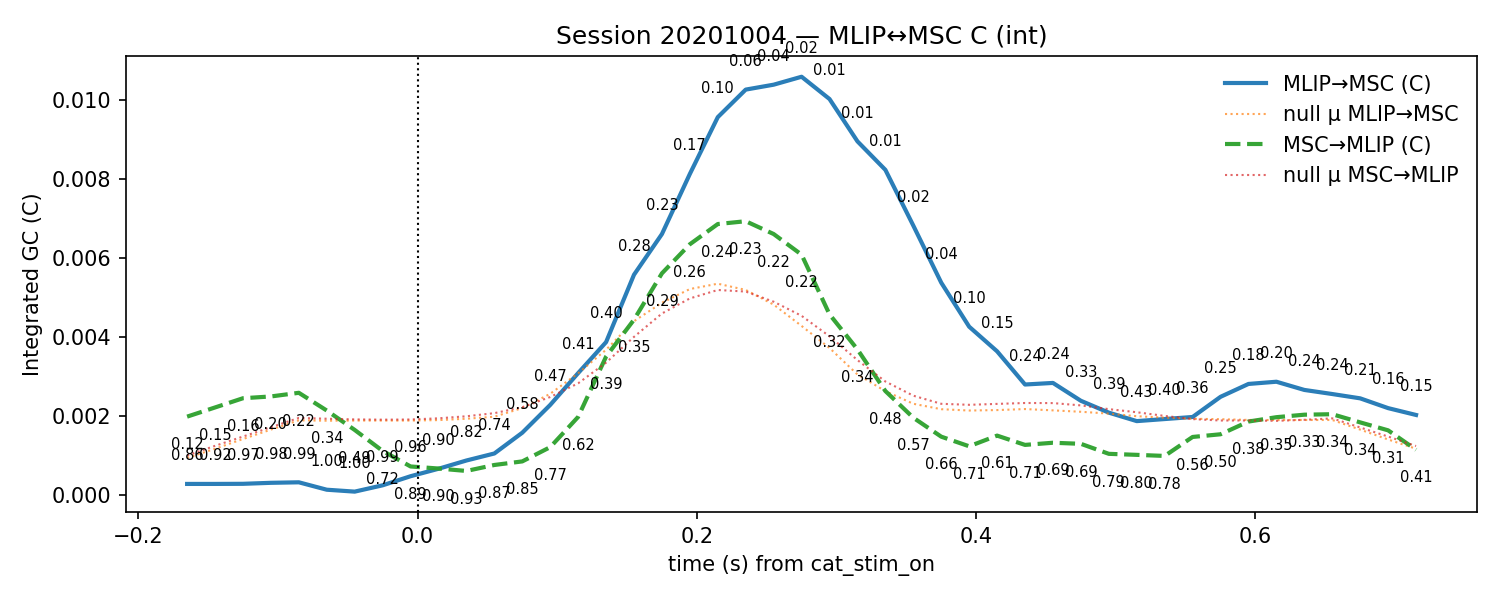 Session 20201004 — MLIP↔MSC C (int)
Integrated GC (C)
0.010
0.008
0.006
0.004
0.002
0.000
−0.2
0.0
0.2
0.4
0.6
time (s) from cat_stim_on
MLIP→MSC (C)
null μ MLIP→MSC
MSC→MLIP (C)
null μ MSC→MLIP
0.86 0.92 0.97 0.98 0.99 1.00 1.00 0.99 0.96 0.90 0.82 0.74 0.58 0.47 0.41 0.40 0.28 0.23 0.17 0.10 0.06 0.04 0.02 0.01 0.01 0.01 0.02 0.04 0.10 0.15 0.24 0.24 0.33 0.39 0.43 0.40 0.36 0.25 0.18 0.20 0.24 0.24 0.21 0.16 0.15
0.12 0.15 0.16 0.20 0.22 0.34 0.48 0.72 0.89 0.90 0.93 0.87 0.85 0.77 0.62 0.39 0.35 0.29 0.26 0.24 0.23 0.22 0.22 0.32 0.34 0.48 0.57 0.66 0.71 0.61 0.71 0.69 0.69 0.79 0.80 0.78 0.56 0.50 0.38 0.35 0.33 0.34 0.34 0.31 0.41